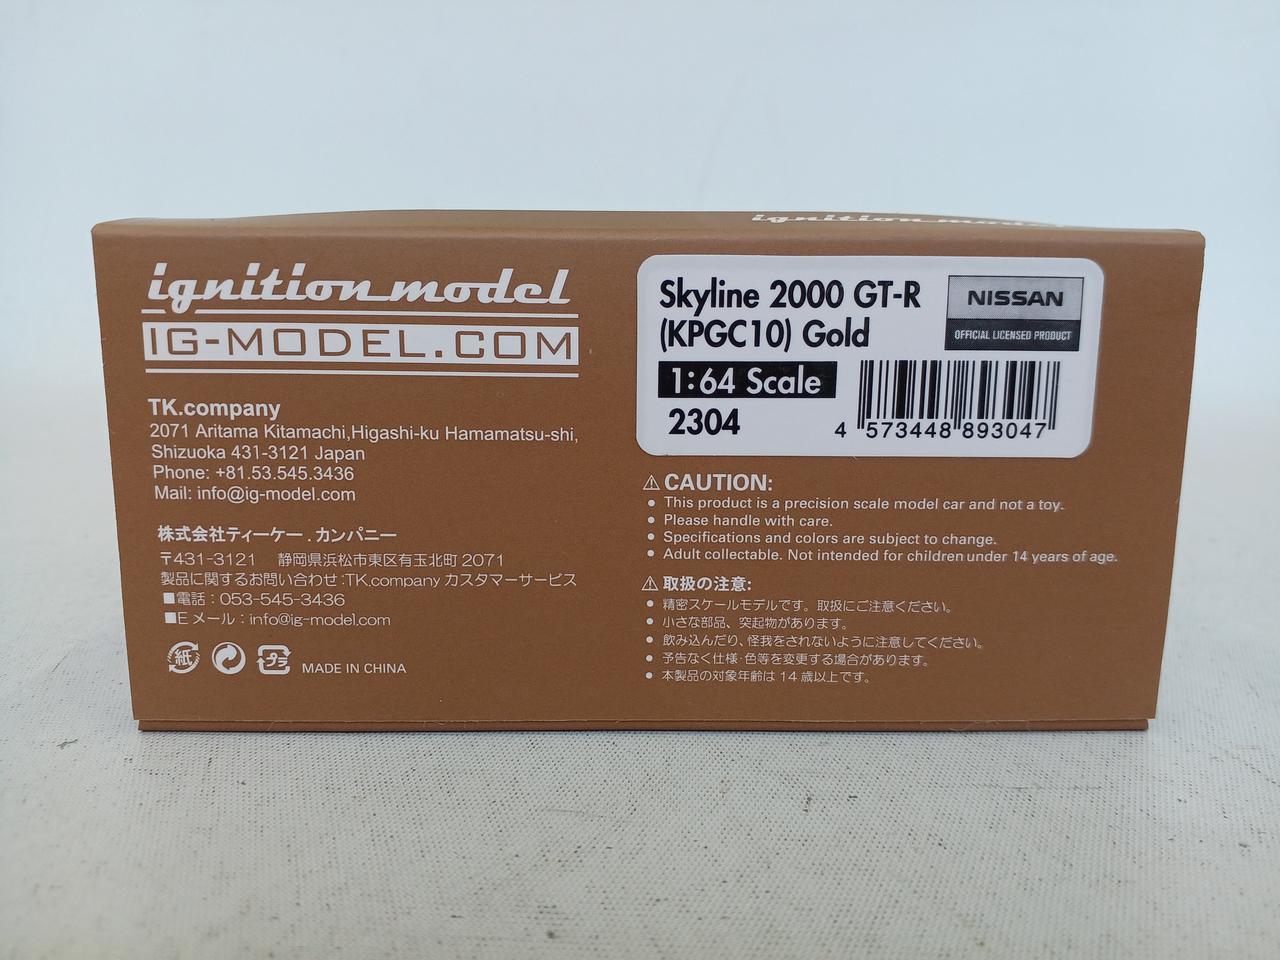 ignition model
ignition model
IG-MODEL.COM
TK.company
2071 Aritama Kitamachi,Higashi-ku Hamamatsu-shi,
Shizuoka 431-3121 Japan
Phone: +81.53.545.3436
Mail: info@ig-model.com
株式会社ティーケー.カンパニー
〒431-3121 静岡県浜松市東区有玉北町2071
製品に関するお問い合わせ:TK.company カスタマーサービス
■電話:053-545-3436
■Eメール:info@ig-model.com
紙
プラ
MADE IN CHINA
Skyline 2000 GT-R
(KPGC10) Gold
1:64 Scale
2304
NISSAN
OFFICIAL LICENSED PRODUCT
4 573448 893047
⚠ CAUTION:
• This product is a precision scale model car and not a toy.
• Please handle with care.
• Specifications and colors are subject to change.
• Adult collectable. Not intended for children under 14 years of age.
⚠ 取扱の注意:
• 精密スケールモデルです。取扱にご注意ください。
• 小さな部品、突起物があります。
• 飲み込んだり、怪我をされないように注意してください。
• 予告なく仕様·色等を変更する場合があります。
• 本製品の対象年齢は14歳以上です。